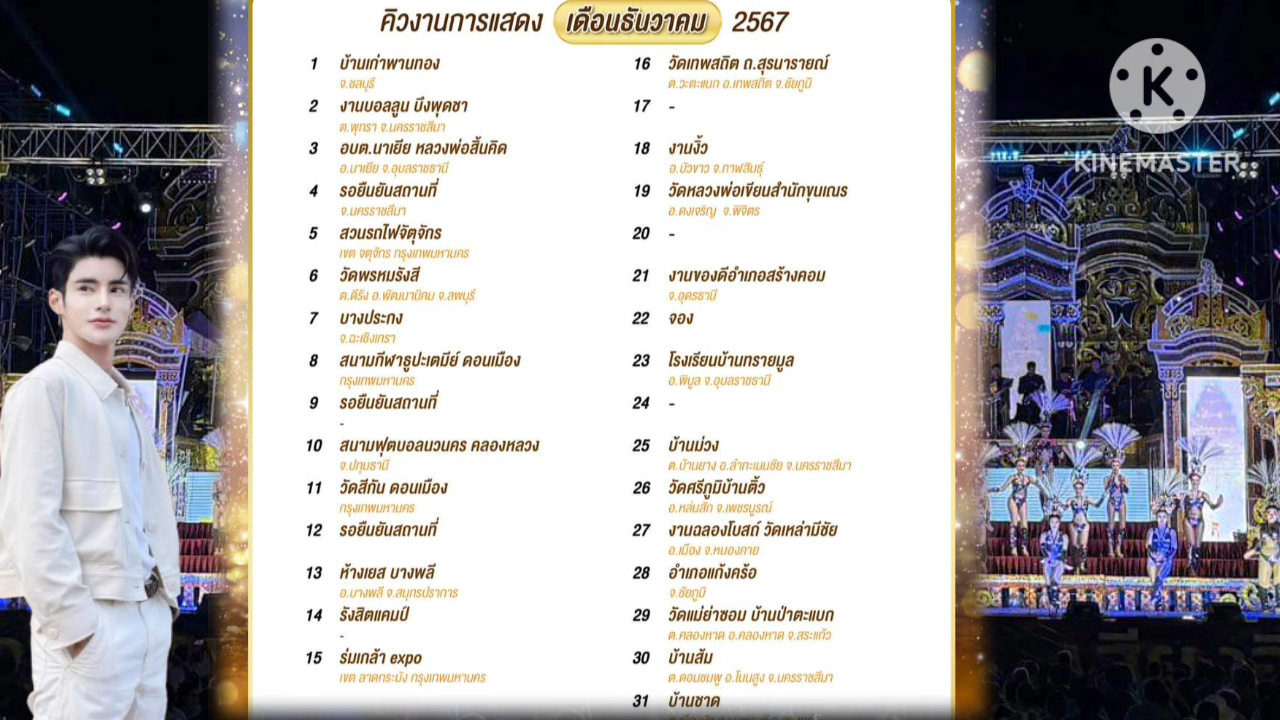 คิวงานการแสดง เดือนธันวาคม 2567
1 บ้านเก่าพานทอง
จ.ชลบุรี
2 งานบอลลูน บึงพุดชา
ต.พุทรา จ.นครราชสีมา
3 อบต.นาเยีย หลวงพ่อสิ้นคิด
อ.นาเยีย จ.อุบลราชธานี
4 รอยืนยันสถานที่
จ.นครราชสีมา
5 สวนรถไฟจัตุจักร
เขต จตุจักร กรุงเทพมหานคร
6 วัดพรหมรังสี
ต.ดีรัง อ.พัฒนานิคม จ.ลพบุรี
7 บางประกง
จ.ฉะเชิงเทรา
8 สนามกีฬาธูปะเตมีย์ ดอนเมือง
กรุงเทพมหานคร
9 รอยืนยันสถานที่
-
10 สนามฟุตบอลนวนคร คลองหลวง
จ.ปทุมธานี
11 วัดสีกัน ดอนเมือง
กรุงเทพมหานคร
12 รอยืนยันสถานที่
13 ห้างเยส บางพลี
อ.บางพลี จ.สมุทรปราการ
14 รังสิตแคมป์
-
15 ร่มเกล้า expo
เขต ลาดกระบัง กรุงเทพมหานคร
16 วัดเทพสถิต ถ.สุรนารายณ์
ต.วะตะแบก อ.เทพสถิต จ.ชัยภูมิ
17 -
18 งานงิ้ว
อ.บัวขาว จ.กาฬสินธุ์
19 วัดหลวงพ่อเขียนสำนักขุนเณร
อ.ดงเจริญ จ.พิจิตร
20 -
21 งานของดีอำเภอสร้างคอม
จ.อุดรธานี
22 จอง
23 โรงเรียนบ้านทรายมูล
อ.พิบูล จ.อุบลราชธานี
24 -
25 บ้านม่วง
ต.บ้านยาง อ.ลำทะเมนชัย จ.นครราชสีมา
26 วัดศรีภูมิบ้านติ้ว
อ.หล่มสัก จ.เพชรบูรณ์
27 งานฉลองโบสถ์ วัดเหล่ามีชัย
อ.เมือง จ.หนองคาย
28 อำเภอแก้งคร้อ
จ.ชัยภูมิ
29 วัดแม่ย่าซอม บ้านป่าตะแบก
ต.คลองหาด อ.คลองหาด จ.สระแก้ว
30 บ้านส้ม
ต.ดอนชมพู อ.โนนสูง จ.นครราชสีมา
31 บ้านชาด
K
KINEMASTER